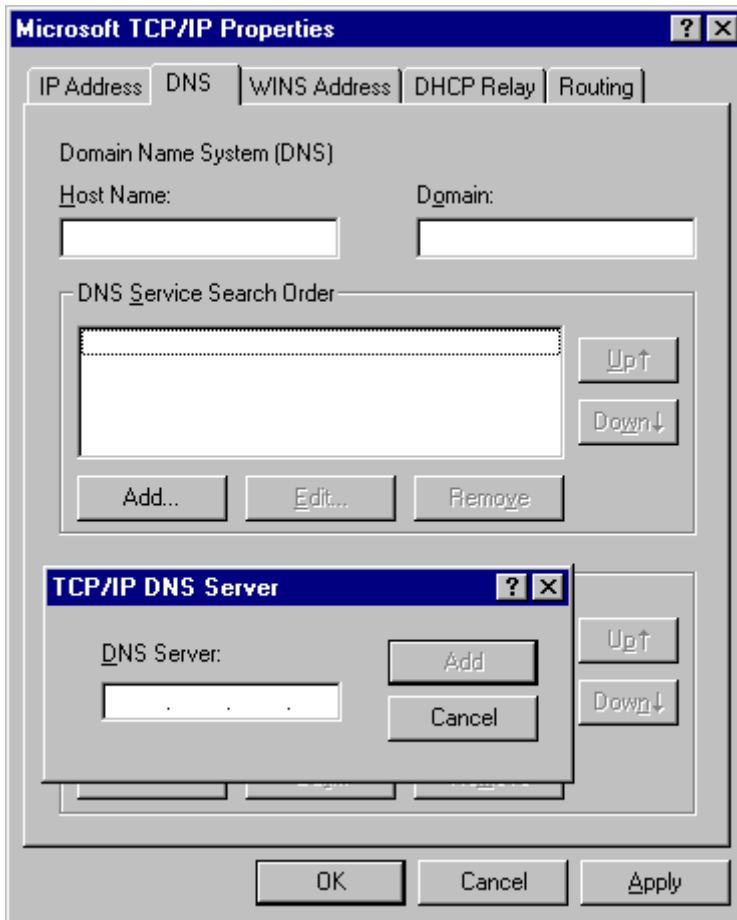 Microsoft TCP/IP Properties
IP Address DNS WINS Address DHCP Relay Routing
Domain Name System (DNS)
Host Name: Domain:
DNS Service Search Order
Up↑
Down↓
Add... Edit... Remove
TCP/IP DNS Server
DNS Server:
Add
. . .
Cancel
Up↑
Down↓
OK Cancel Apply